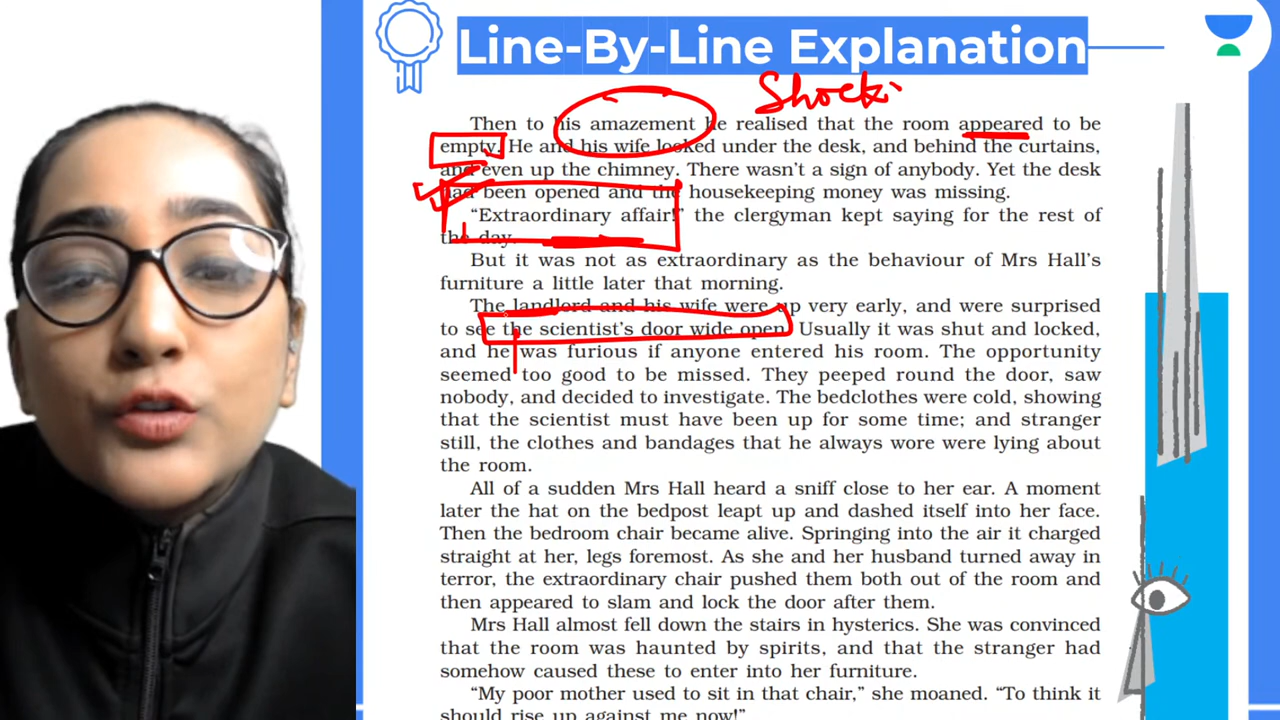 Line-By-Line Explanation
Shocki
Then to his amazement he realised that the room appeared to be
empty. He and his wife looked under the desk, and behind the curtains,
and even up the chimney. There wasn't a sign of anybody. Yet the desk
had been opened and the housekeeping money was missing.
“Extraordinary affair!” the clergyman kept saying for the rest of
the day.
But it was not as extraordinary as the behaviour of Mrs Hall's
furniture a little later that morning.
The landlord and his wife were up very early, and were surprised
to see the scientist's door wide open. Usually it was shut and locked,
and he was furious if anyone entered his room. The opportunity
seemed too good to be missed. They peeped round the door, saw
nobody, and decided to investigate. The bedclothes were cold, showing
that the scientist must have been up for some time; and stranger
still, the clothes and bandages that he always wore were lying about
the room.
All of a sudden Mrs Hall heard a sniff close to her ear. A moment
later the hat on the bedpost leapt up and dashed itself into her face.
Then the bedroom chair became alive. Springing into the air it charged
straight at her, legs foremost. As she and her husband turned away in
terror, the extraordinary chair pushed them both out of the room and
then appeared to slam and lock the door after them.
Mrs Hall almost fell down the stairs in hysterics. She was convinced
that the room was haunted by spirits, and that the stranger had
somehow caused these to enter into her furniture.
“My poor mother used to sit in that chair,” she moaned. “To think it
should rise up against me now!”